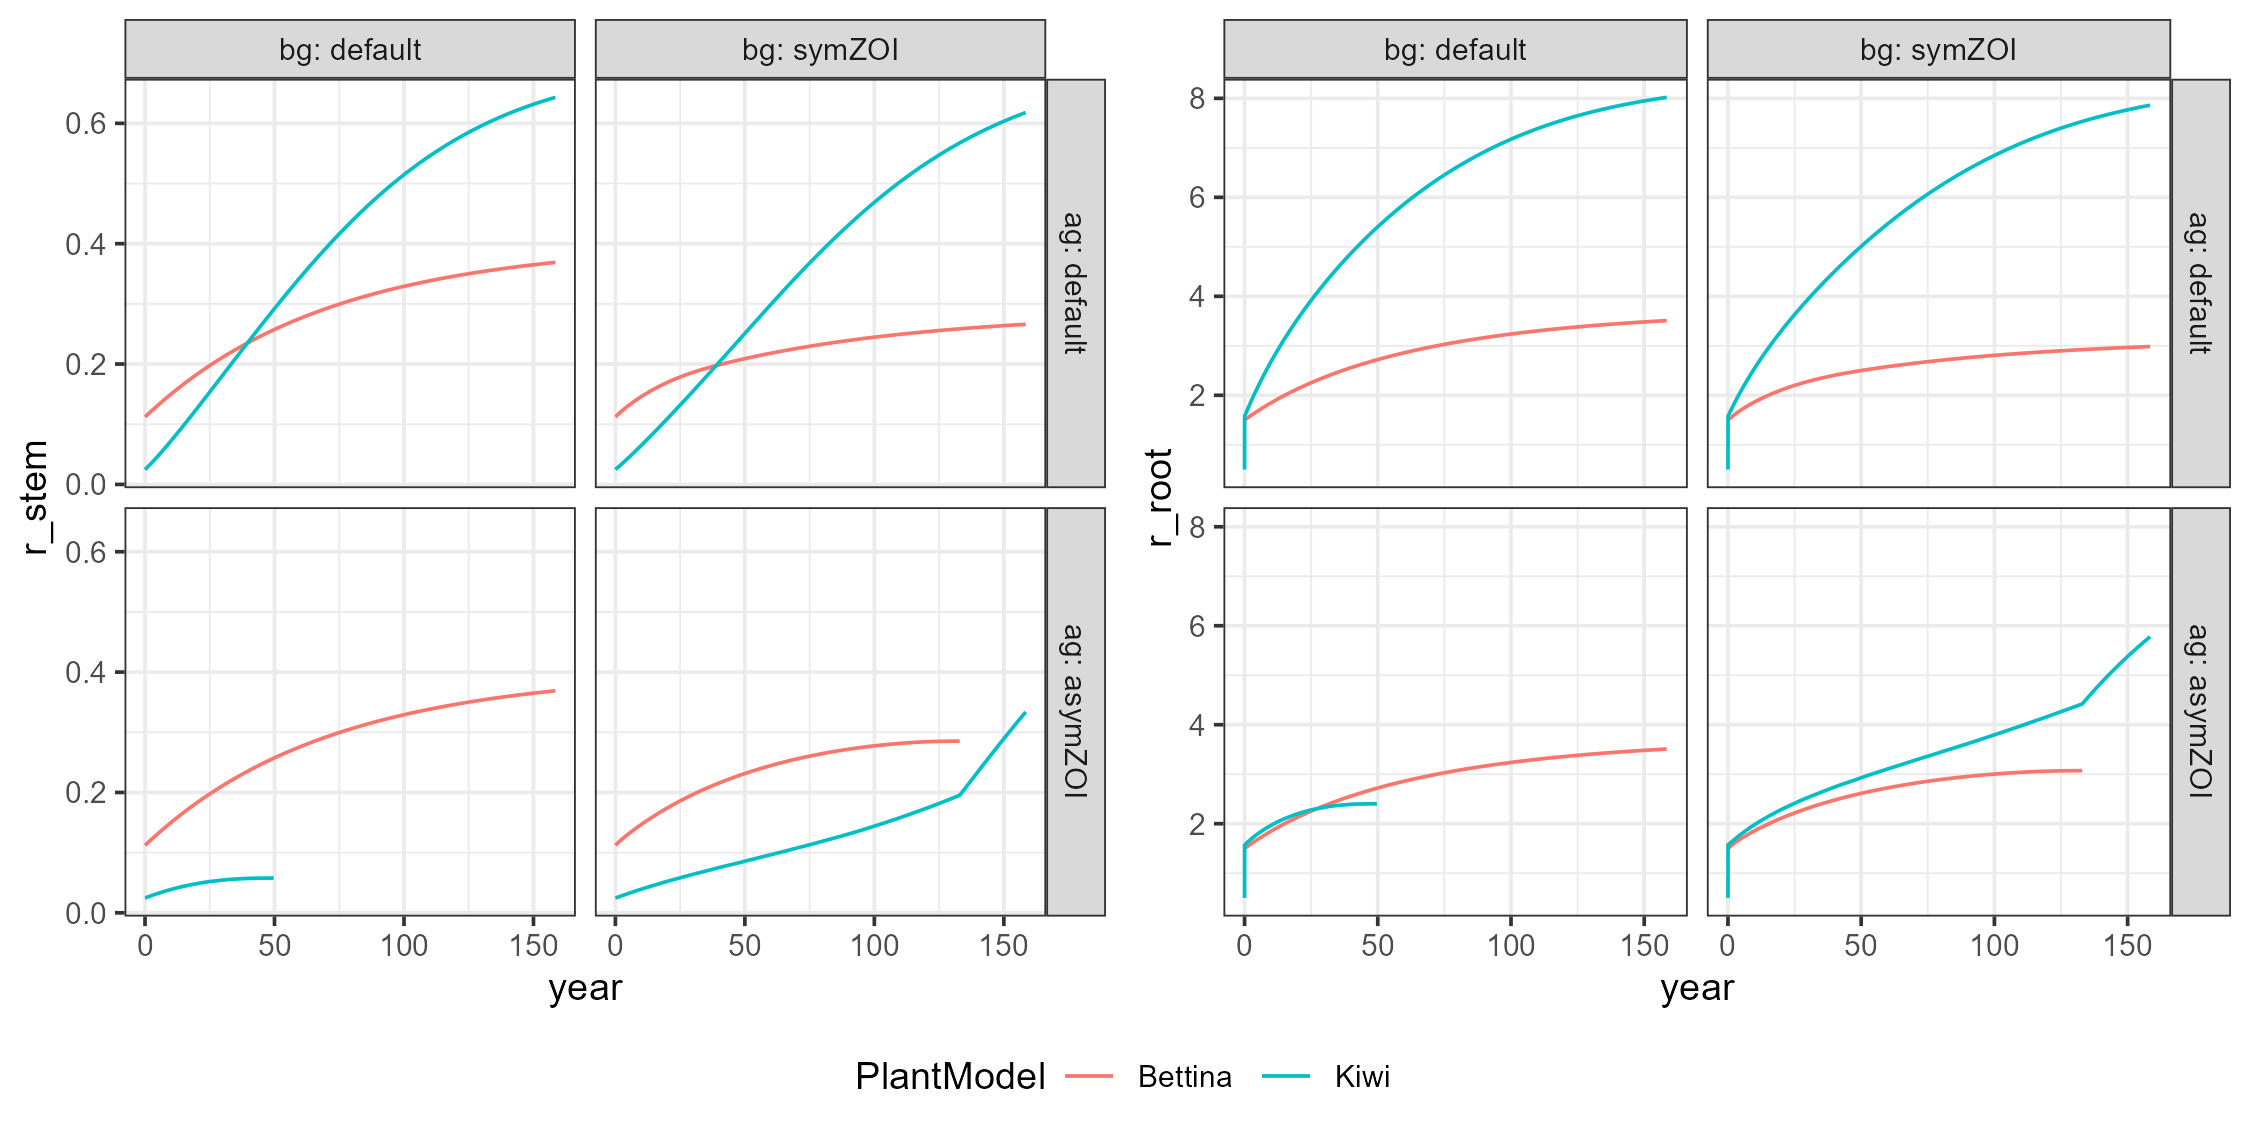 bg: default
bg: symZOI
0.6
0.4
0.2
0.0
ag: default
0.6
0.4
0.2
0.0
ag: asymZOI
r_stem
0 50 100 150
0 50 100 150
year
bg: default
bg: symZOI
8
6
4
2
ag: default
8
6
4
2
ag: asymZOI
r_root
0 50 100 150
0 50 100 150
year
PlantModel Bettina Kiwi